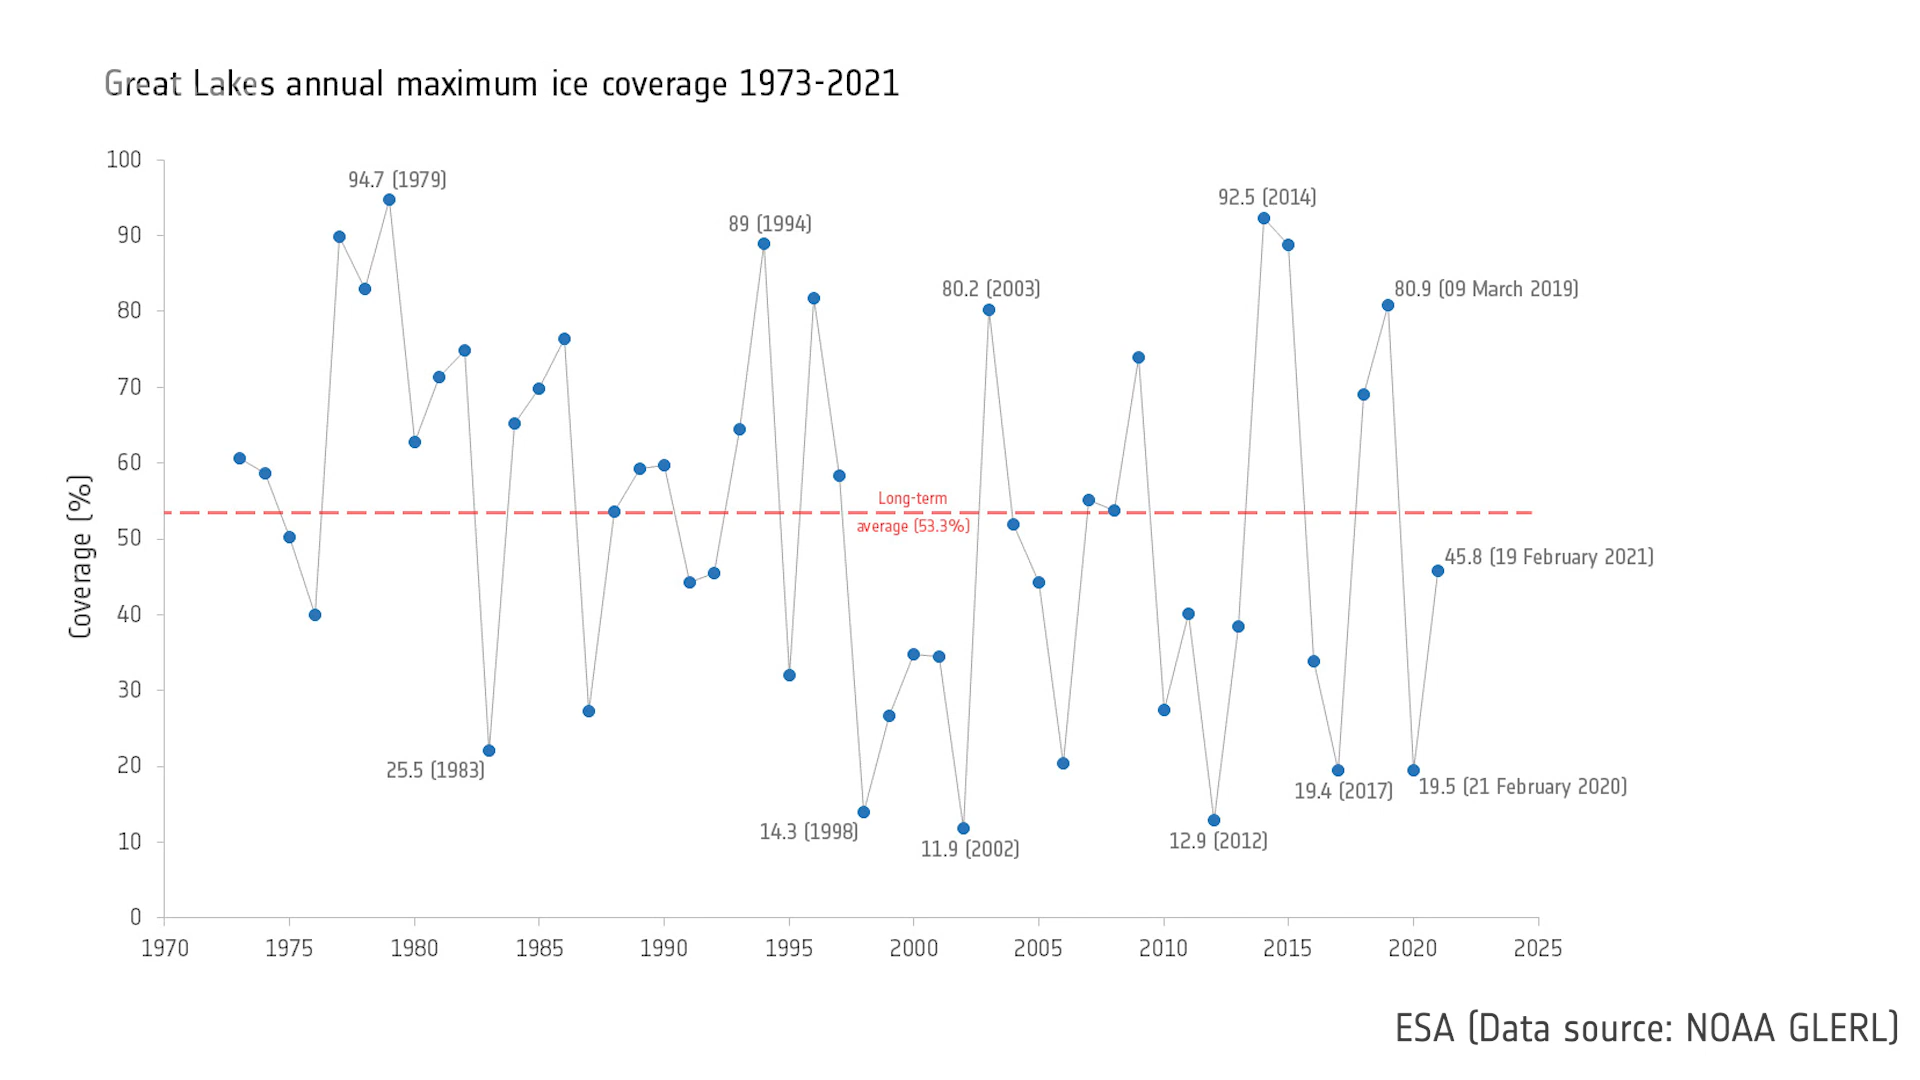 Great Lakes annual maximum ice coverage 1973-2021
100
94.7 (1979)
92.5 (2014)
89 (1994)
90
80.2 (2003)
80.9 (09 March 2019)
80
70
60
Long-term
average (53.3%)
50
45.8 (19 February 2021)
Coverage (%)
40
30
20
25.5 (1983)
19.4 (2017)
19.5 (21 February 2020)
14.3 (1998)
11.9 (2002)
12.9 (2012)
10
0
1970 1975 1980 1985 1990 1995 2000 2005 2010 2015 2020 2025
ESA (Data source: NOAA GLERL)